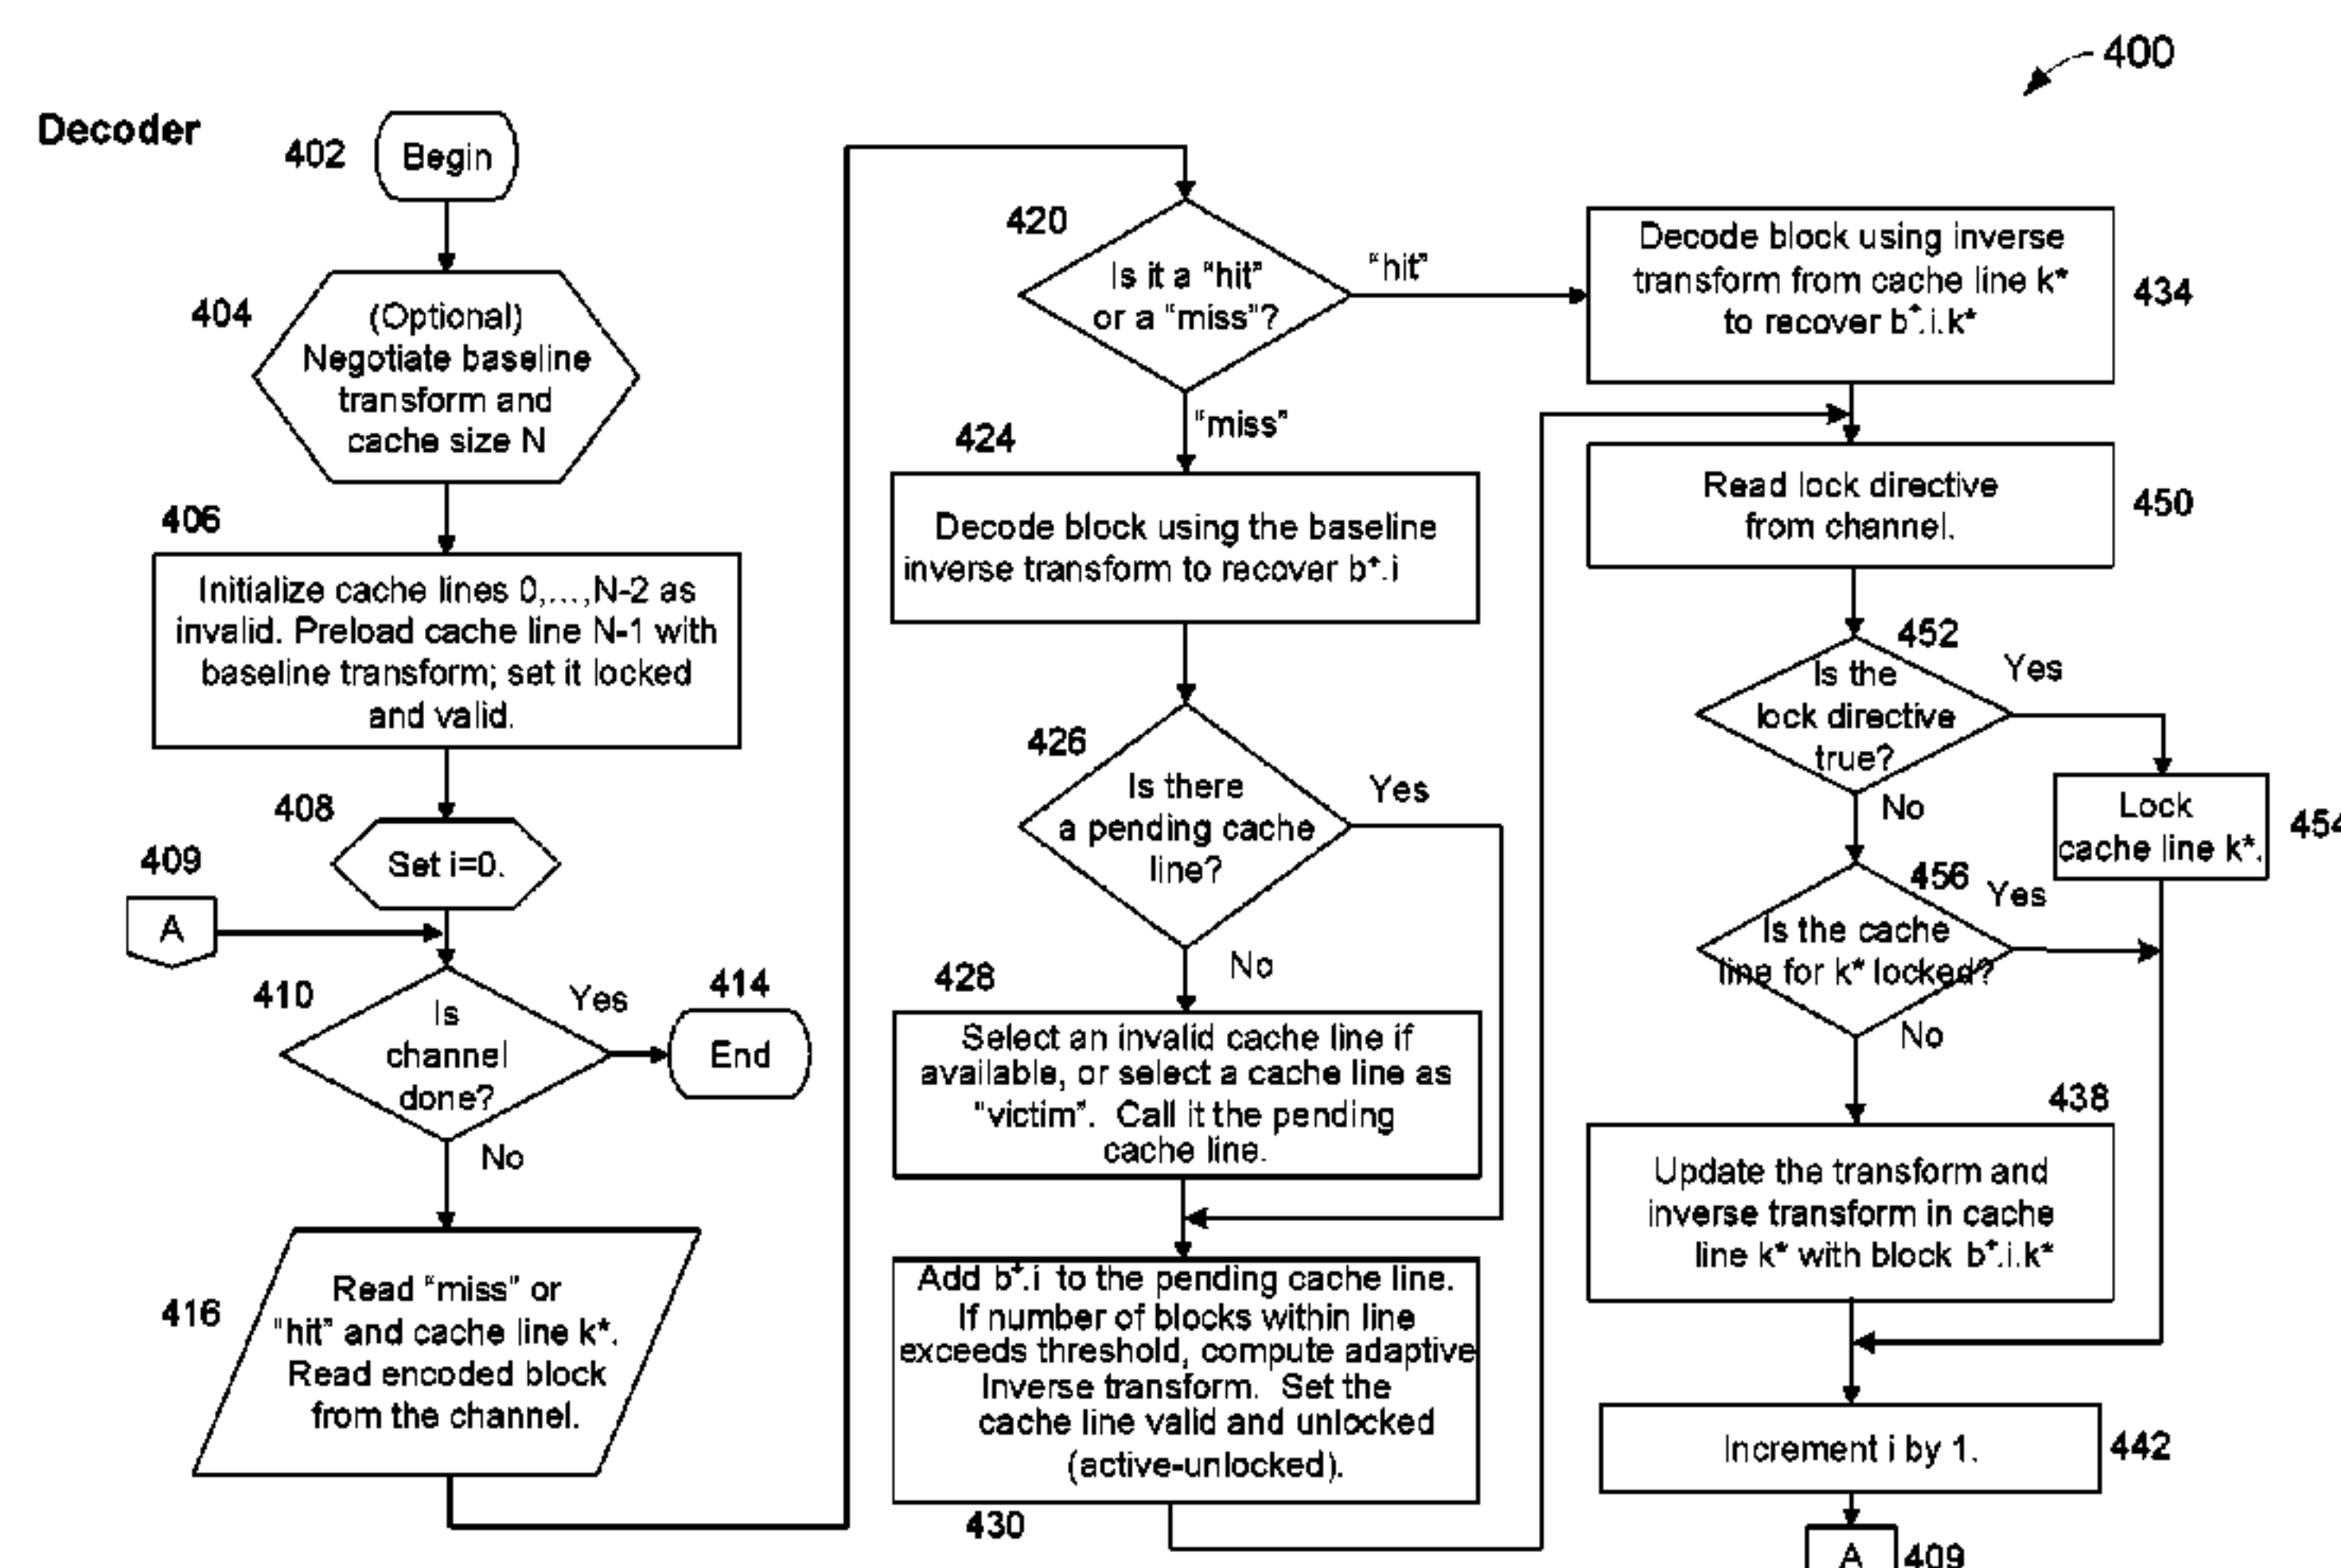 400
Decoder
402
Begin
404
(Optional)
Negotiate baseline
transform and
cache size N
406
Initialize cache lines 0,...,N-2 as
invalid. Preload cache line N-1 with
baseline transform; set it locked
and valid.
408
Set i=0.
409
A
410
Is
channel
done?
Yes
414
End
No
416
Read "miss" or
"hit" and cache line k*.
Read encoded block
from the channel.
420
Is it a "hit"
or a "miss"?
"hit"
"miss"
424
Decode block using the baseline
inverse transform to recover b⁺.i
426
Is there
a pending cache
line?
Yes
No
428
Select an invalid cache line if
available, or select a cache line as
"victim". Call it the pending
cache line.
Add b⁺.i to the pending cache line.
If number of blocks within line
exceeds threshold, compute adaptive
Inverse transform. Set the
cache line valid and unlocked
(active-unlocked).
430
Decode block using inverse
transform from cache line k*
to recover b⁺.i.k*
434
Read lock directive
from channel.
450
452
Is the
lock directive
true?
Yes
No
Lock
cache line k*.
454
456
Is the cache
line for k* locked?
Yes
No
438
Update the transform and
inverse transform in cache
line k* with block b⁺.i.k*
Increment i by 1.
442
A
409